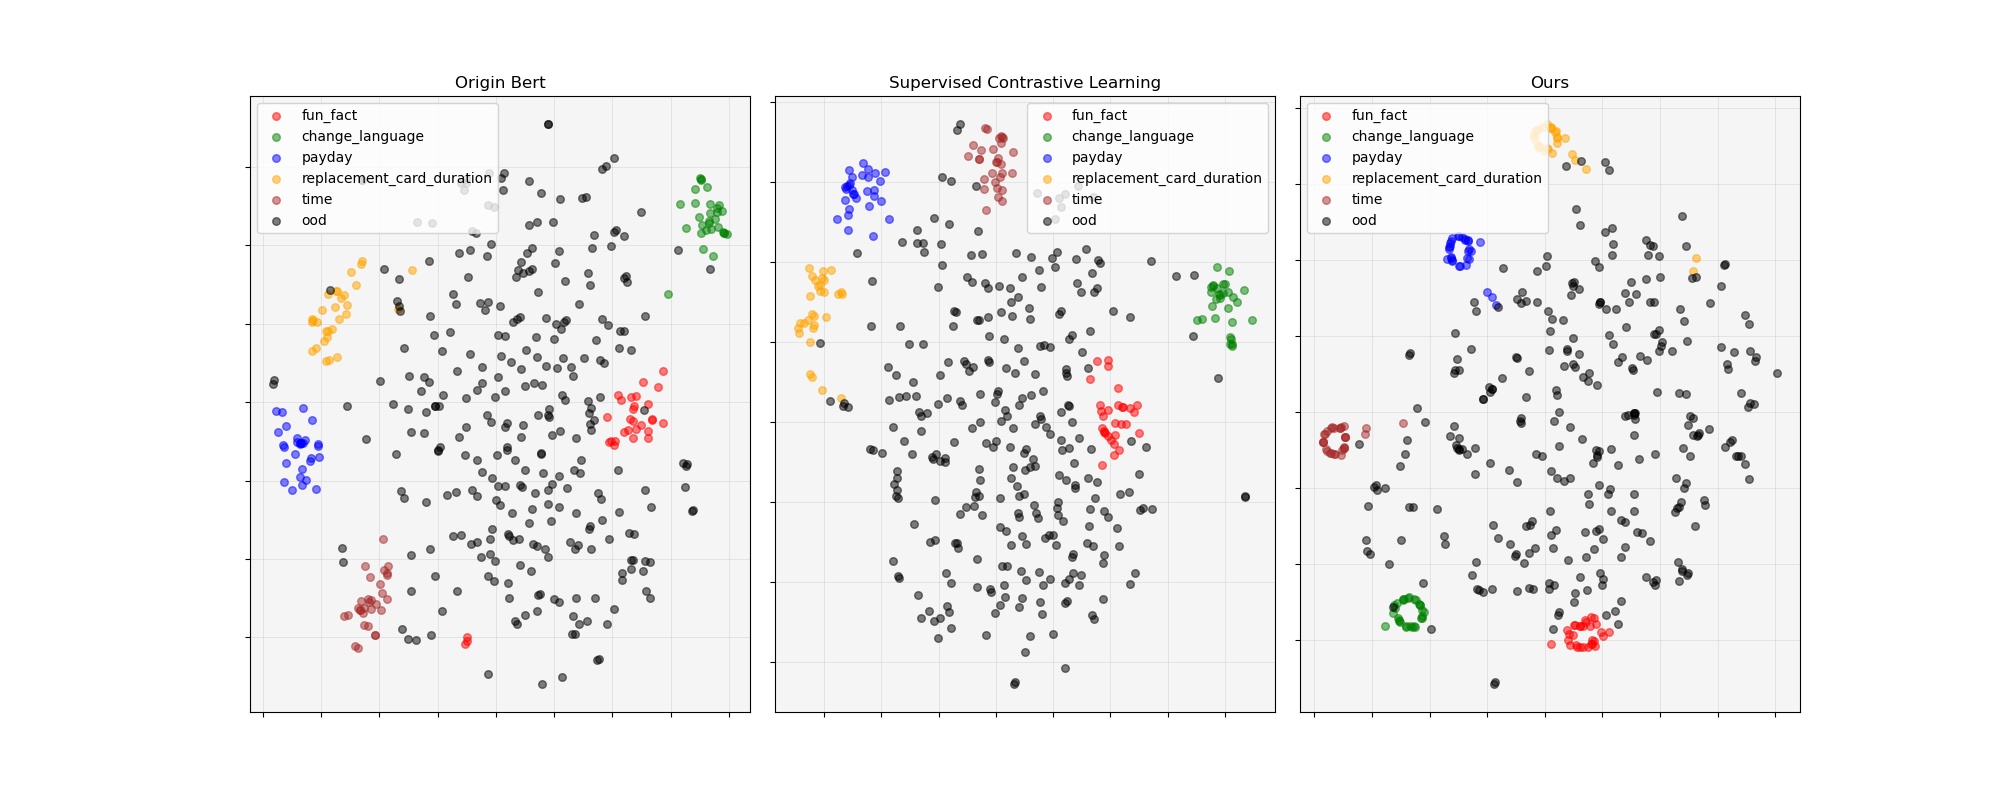 Origin Bert
fun_fact
change_language
payday
replacement_card_duration
time
ood
Supervised Contrastive Learning
fun_fact
change_language
payday
replacement_card_duration
time
ood
Ours
fun_fact
change_language
payday
replacement_card_duration
time
ood